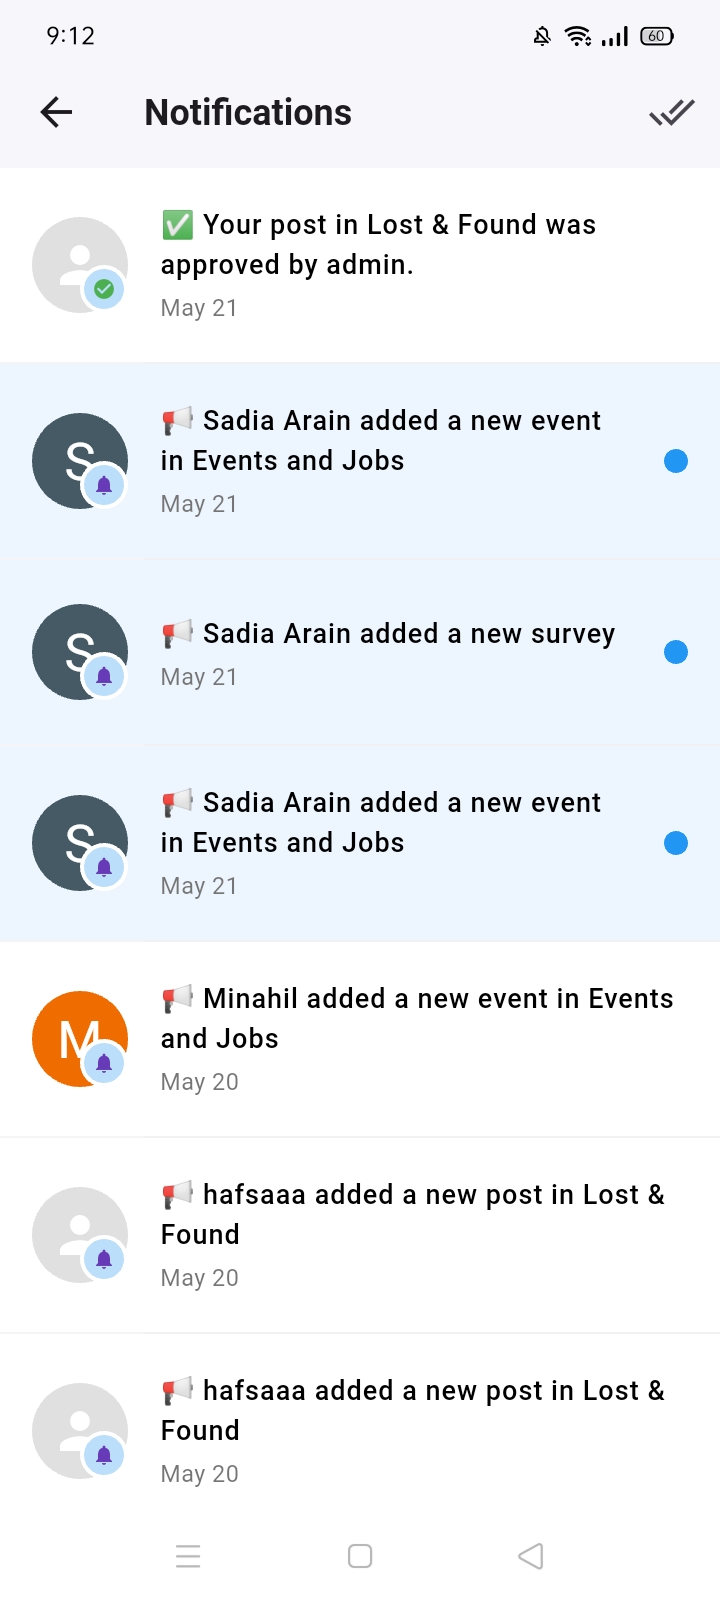 9:12
60
Notifications
✅ Your post in Lost & Found was
approved by admin.
May 21
S
📢 Sadia Arain added a new event
in Events and Jobs
May 21
S
📢 Sadia Arain added a new survey
May 21
S
📢 Sadia Arain added a new event
in Events and Jobs
May 21
M
📢 Minahil added a new event in Events
and Jobs
May 20
📢 hafsaaa added a new post in Lost &
Found
May 20
📢 hafsaaa added a new post in Lost &
Found
May 20